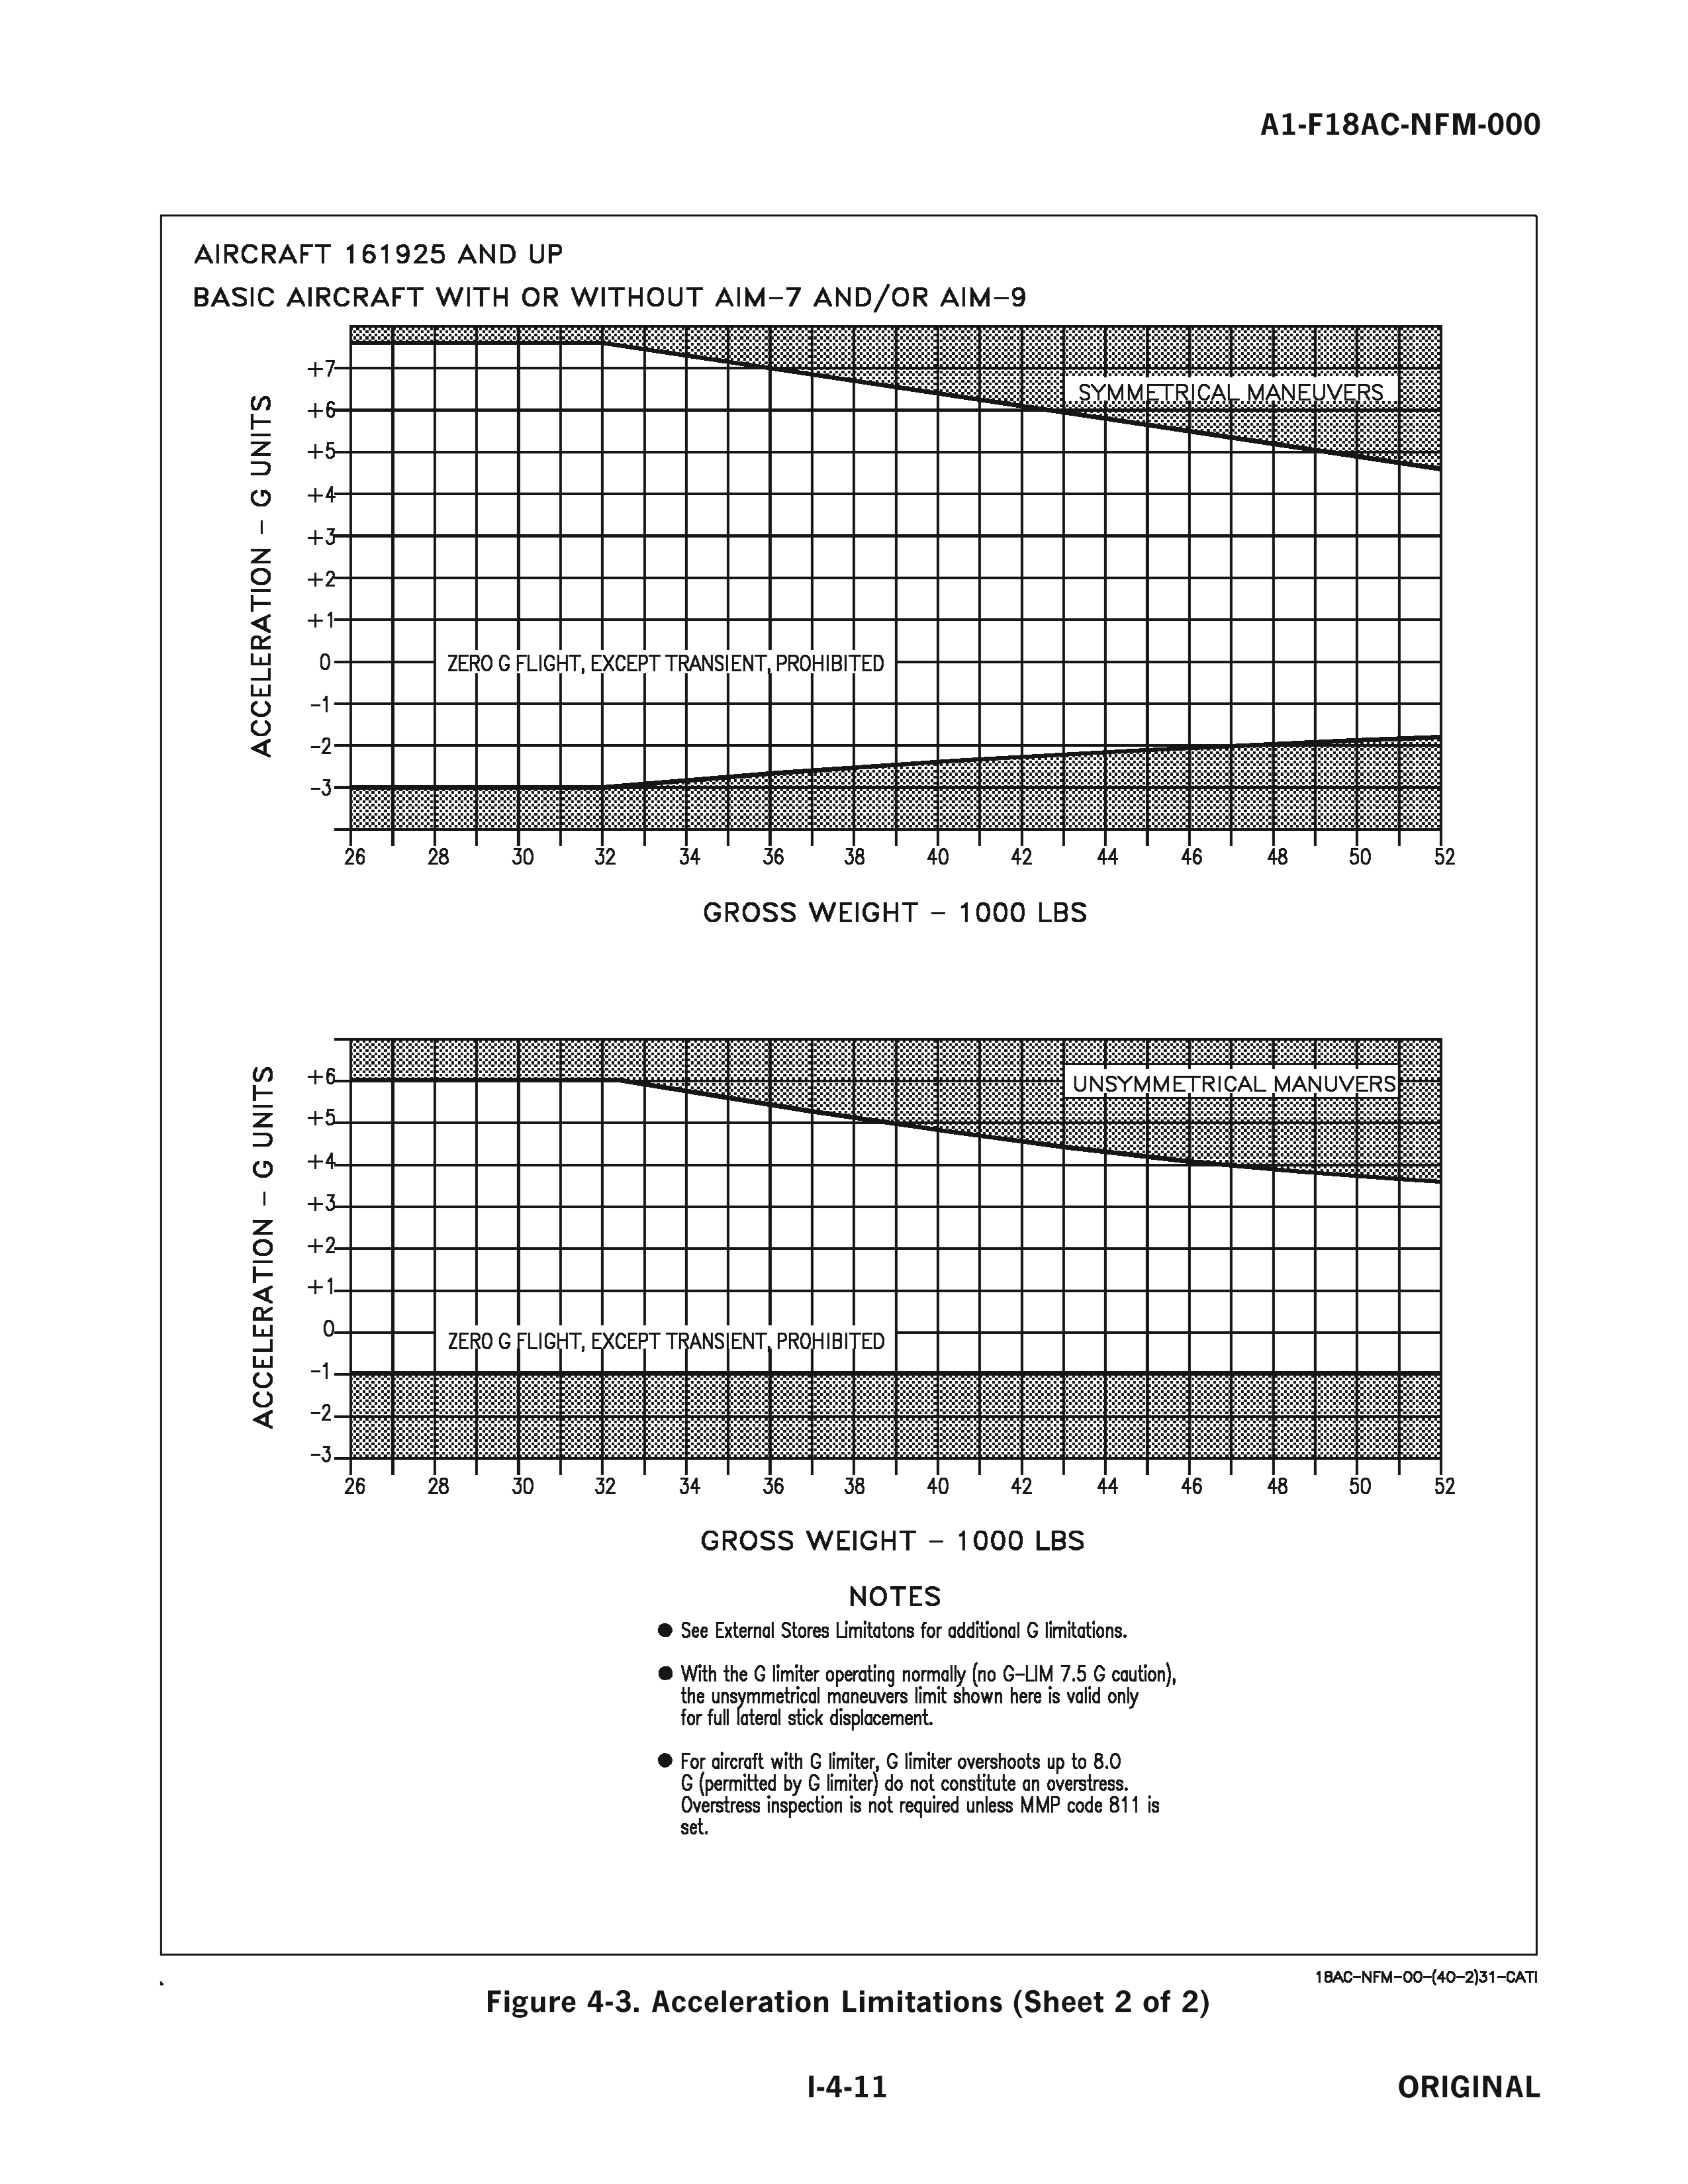 A1-F18AC-NFM-000
AIRCRAFT 161925 AND UP
BASIC AIRCRAFT WITH OR WITHOUT AIM-7 AND/OR AIM-9
ACCELERATION - G UNITS
+7
+6
+5
+4
+3
+2
+1
0
-1
-2
-3
SYMMETRICAL MANEUVERS
ZERO G FLIGHT, EXCEPT TRANSIENT, PROHIBITED
26 28 30 32 34 36 38 40 42 44 46 48 50 52
GROSS WEIGHT - 1000 LBS
ACCELERATION - G UNITS
+6
+5
+4
+3
+2
+1
0
-1
-2
-3
UNSYMMETRICAL MANUVERS
ZERO G FLIGHT, EXCEPT TRANSIENT, PROHIBITED
26 28 30 32 34 36 38 40 42 44 46 48 50 52
GROSS WEIGHT - 1000 LBS
NOTES
● See External Stores Limitatons for additional G limitations.
● With the G limiter operating normally (no G-LIM 7.5 G caution),
the unsymmetrical maneuvers limit shown here is valid only
for full lateral stick displacement.
● For aircraft with G limiter, G limiter overshoots up to 8.0
G (permitted by G limiter) do not constitute an overstress.
Overstress inspection is not required unless MMP code 811 is
set.
18AC-NFM-00-(40-2)31-CATI
Figure 4-3. Acceleration Limitations (Sheet 2 of 2)
I-4-11
ORIGINAL